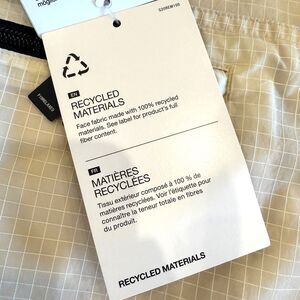 EN
RECYCLED
MATERIALS
Face fabric made with 100% recycled
materials. See label for product's full
fiber content.
FR
MATIÈRES
RECYCLÉES
Tissu extérieur composé à 100 % de
matières recyclées. Voir l'étiquette pour
connaître la teneur totale en fibres
du produit.
RECYCLED MATERIALS